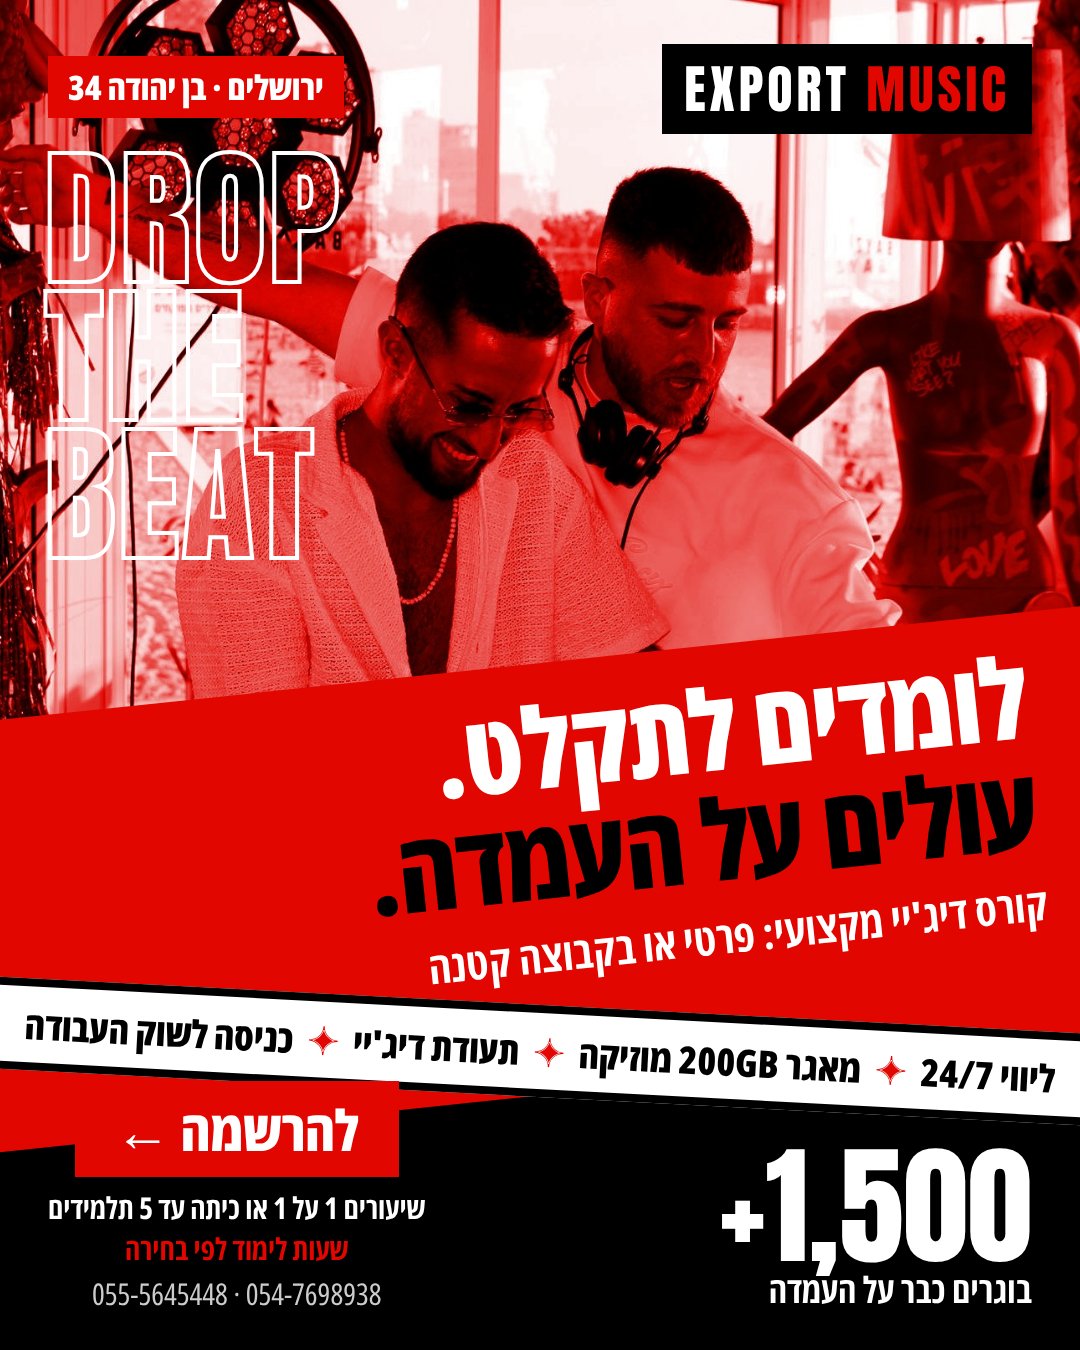 ירושלים · בן יהודה 34
EXPORT MUSIC
DROP
THE
BEAT
לומדים לתקלט.
עולים על העמדה.
קורס דיג'יי מקצועי: פרטי או בקבוצה קטנה
ליווי 24/7 ✦ מאגר 200GB מוזיקה ✦ תעודת דיג'יי ✦ כניסה לשוק העבודה
להרשמה ←
שיעורים 1 על 1 או כיתה עד 5 תלמידים
שעות לימוד לפי בחירה
055-5645448 · 054-7698938
+1,500
בוגרים כבר על העמדה
LOVE